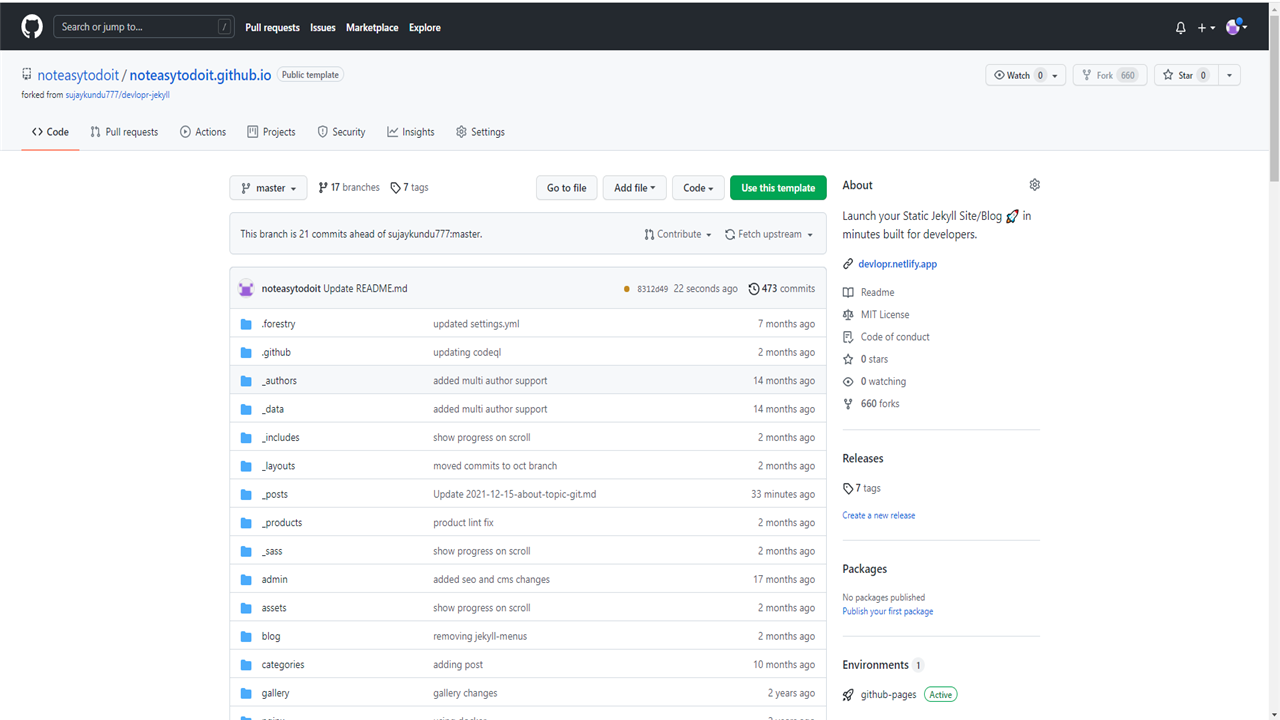 Search or jump to... /
Pull requests Issues Marketplace Explore
noteasytodoit / noteasytodoit.github.io Public template
forked from sujaykundu777/devlopr-jekyll
Watch 0 Fork 660 Star 0
Code Pull requests Actions Projects Security Insights Settings
master 17 branches 7 tags Go to file Add file Code Use this template
This branch is 21 commits ahead of sujaykundu777:master. Contribute Fetch upstream
noteasytodoit Update README.md 8312d49 22 seconds ago 473 commits
.forestry updated settings.yml 7 months ago
.github updating codeql 2 months ago
_authors added multi author support 14 months ago
_data added multi author support 14 months ago
_includes show progress on scroll 2 months ago
_layouts moved commits to oct branch 2 months ago
_posts Update 2021-12-15-about-topic-git.md 33 minutes ago
_products product lint fix 2 months ago
_sass show progress on scroll 2 months ago
admin added seo and cms changes 17 months ago
assets show progress on scroll 2 months ago
blog removing jekyll-menus 2 months ago
categories adding post 10 months ago
gallery gallery changes 2 years ago
About
Launch your Static Jekyll Site/Blog 🚀 in
minutes built for developers.
devlopr.netlify.app
Readme
MIT License
Code of conduct
0 stars
0 watching
660 forks
Releases
7 tags
Create a new release
Packages
No packages published
Publish your first package
Environments 1
github-pages Active